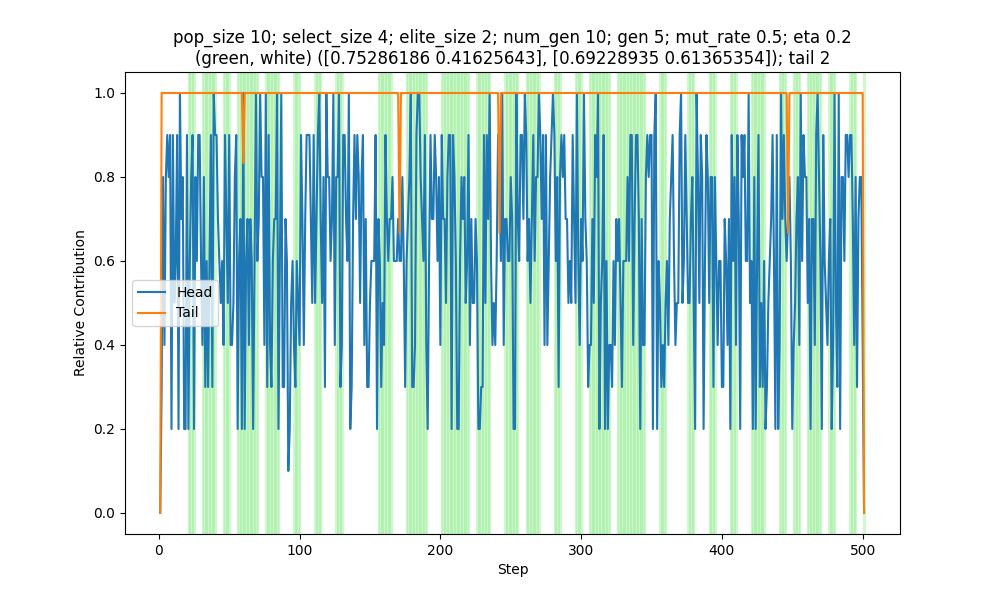 pop_size 10; select_size 4; elite_size 2; num_gen 10; gen 5; mut_rate 0.5; eta 0.2
(green, white) ([0.75286186 0.41625643], [0.69228935 0.61365354]); tail 2
1.0
0.8
0.6
0.4
0.2
0.0
Relative Contribution
Head
Tail
0
100
200
300
400
500
Step